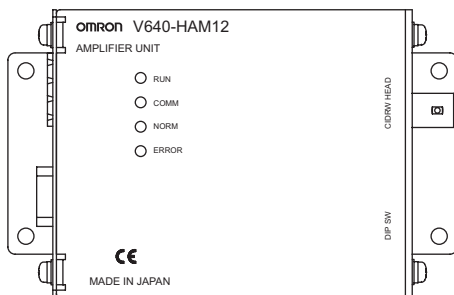 OMRON V640-HAM12
AMPLIFIER UNIT
RUN
COMM
NORM
ERROR
CIDRW HEAD
DIP SW
CE
MADE IN JAPAN